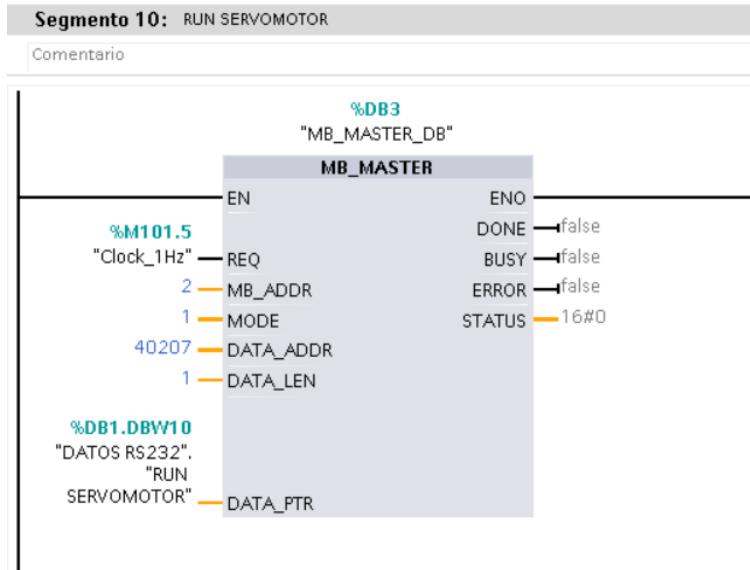 Segmento 10: RUN SERVOMOTOR
Comentario
%DB3
"MB_MASTER_DB"
MB_MASTER
EN ENO
DONE false
%M101.5
"Clock_1Hz" REQ BUSY false
2 MB_ADDR ERROR false
1 MODE STATUS 16#0
40207 DATA_ADDR
1 DATA_LEN
%DB1.DBW10
"DATOS RS232".
"RUN
SERVOMOTOR" DATA_PTR